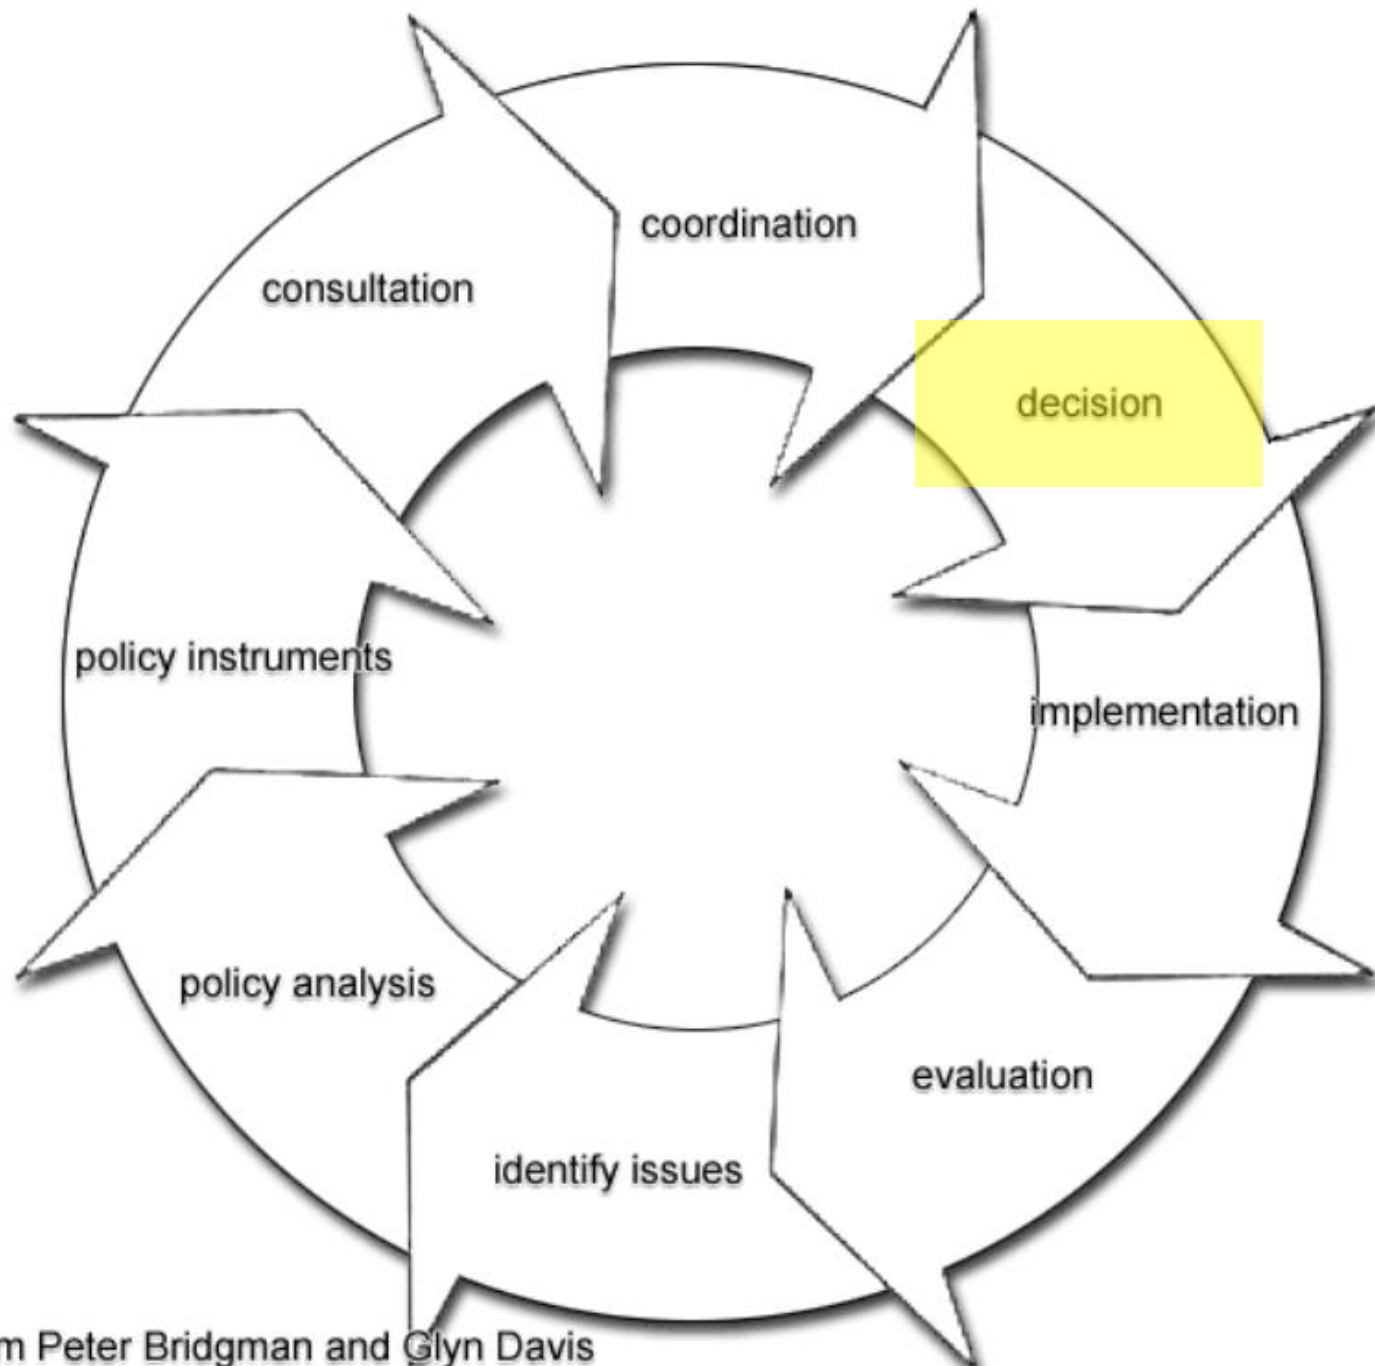 coordination
consultation
decision
policy instruments
implementation
policy analysis
evaluation
identify issues
Peter Bridgman and Glyn Davis